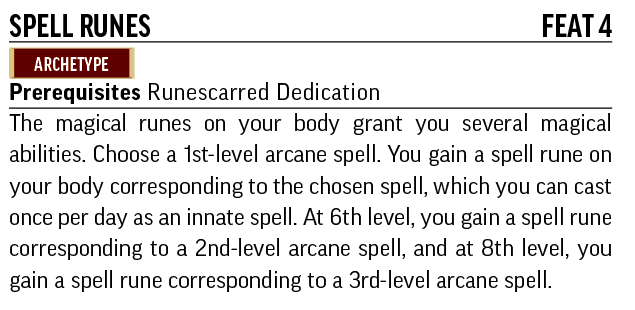 SPELL RUNES FEAT 4
ARCHETYPE
Prerequisites Runescarred Dedication
The magical runes on your body grant you several magical
abilities. Choose a 1st-level arcane spell. You gain a spell rune on
your body corresponding to the chosen spell, which you can cast
once per day as an innate spell. At 6th level, you gain a spell rune
corresponding to a 2nd-level arcane spell, and at 8th level, you
gain a spell rune corresponding to a 3rd-level arcane spell.